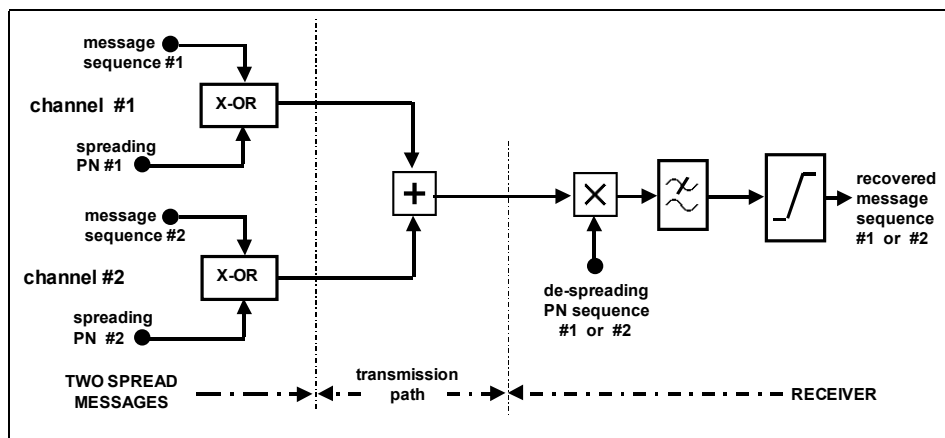 message
sequence #1
channel #1
X-OR
spreading
PN #1
message
sequence #2
channel #2
X-OR
spreading
PN #2
+
×
recovered
message
sequence
#1 or #2
de-spreading
PN sequence
#1 or #2
TWO SPREAD
MESSAGES
transmission
path
RECEIVER